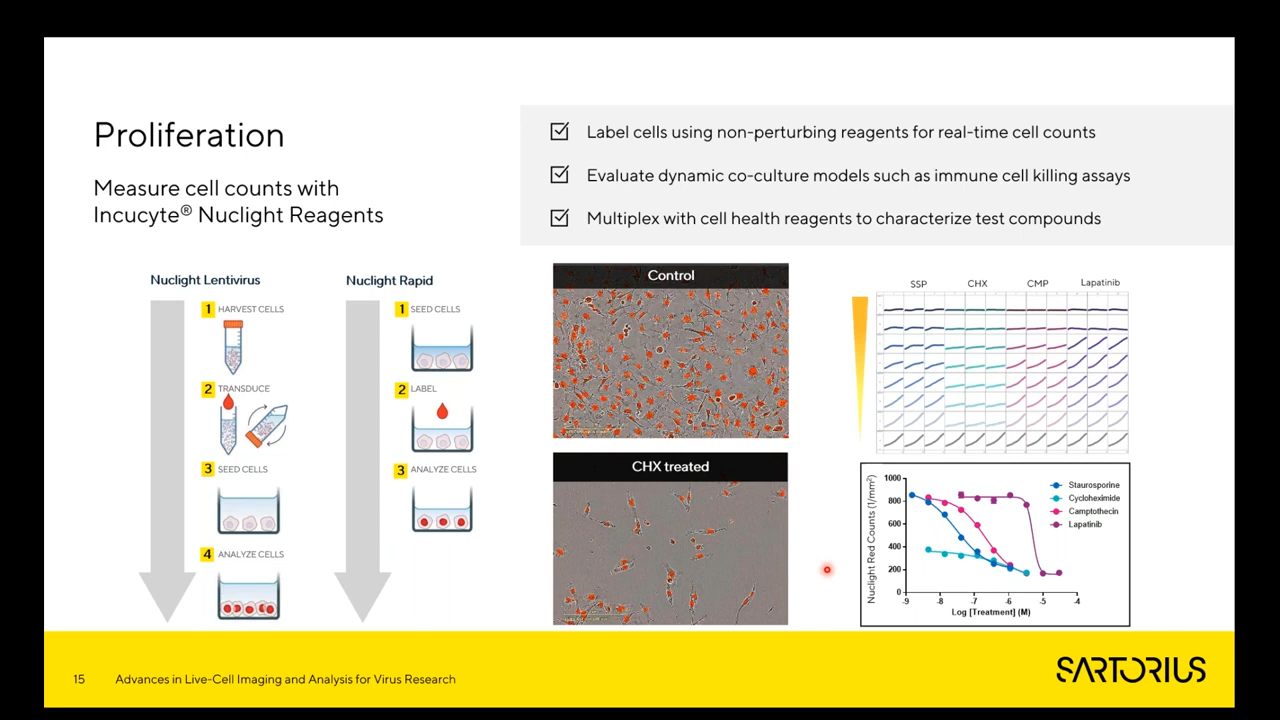 Proliferation
Measure cell counts with
Incucyte® Nuclight Reagents
Label cells using non-perturbing reagents for real-time cell counts
Evaluate dynamic co-culture models such as immune cell killing assays
Multiplex with cell health reagents to characterize test compounds
Nuclight Lentivirus
1 HARVEST CELLS
2 TRANSDUCE
3 SEED CELLS
4 ANALYZE CELLS
Nuclight Rapid
1 SEED CELLS
2 LABEL
3 ANALYZE CELLS
Control
CHX treated
SSP CHX CMP Lapatinib
Nuclight Red Counts (1/mm²)
1000
800
600
400
200
0
-9 -8 -7 -6 -5 -4
Log [Treatment] (M)
Staurosporine
Cycloheximide
Camptothecin
Lapatinib
15 Advances in Live-Cell Imaging and Analysis for Virus Research
SARTORIUS